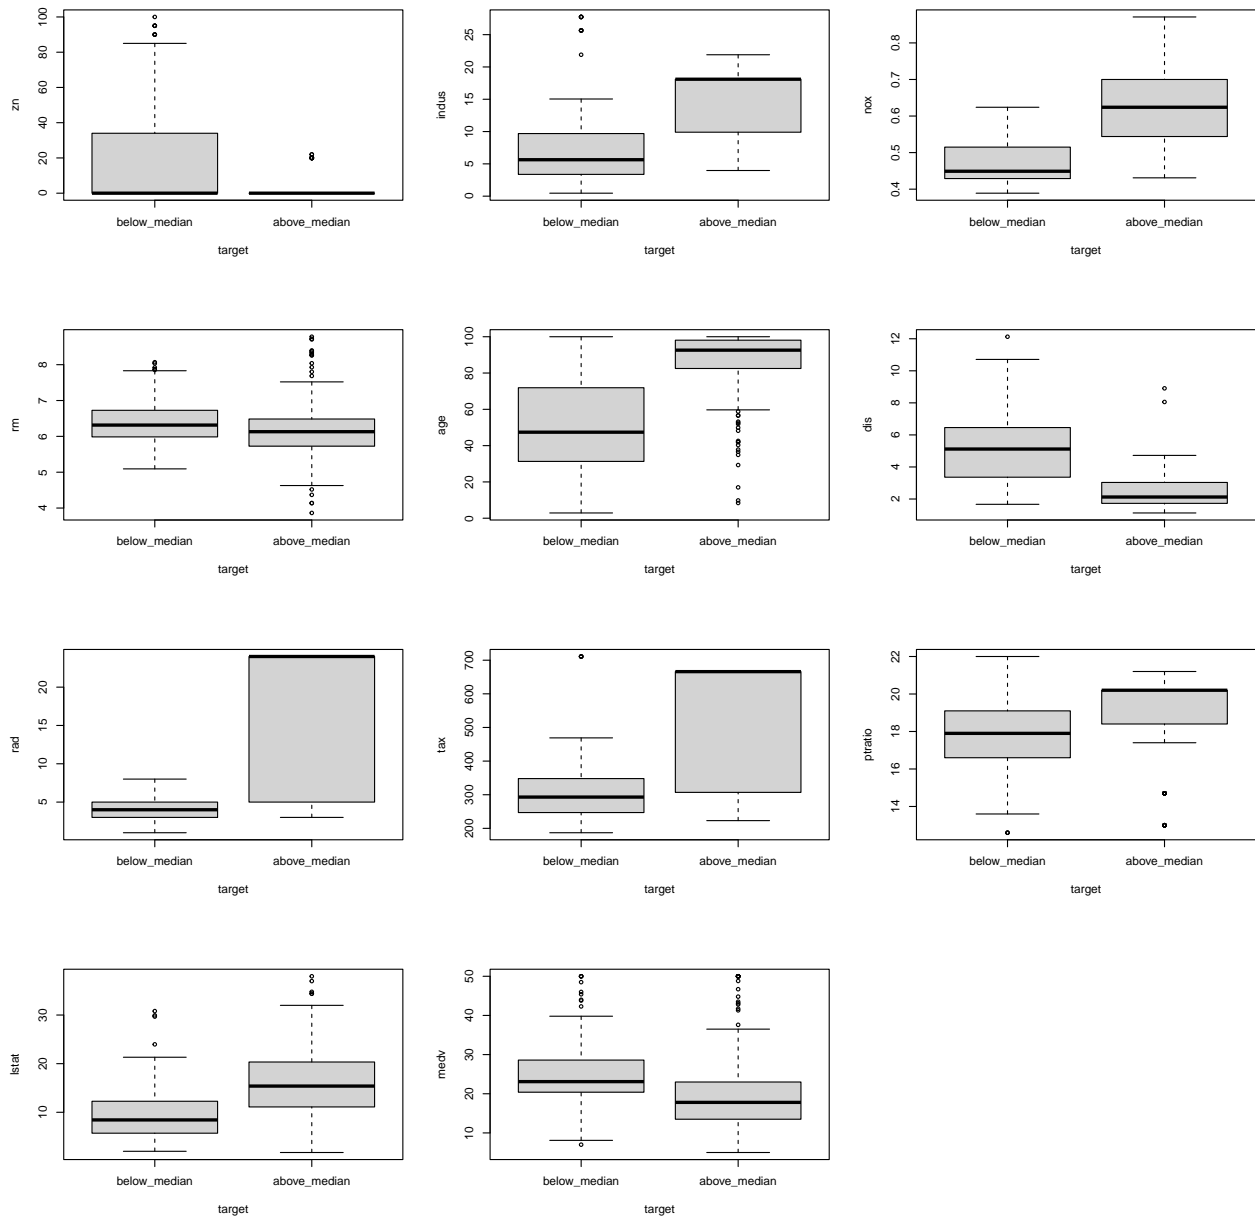 zn
0 20 40 60 80 100
below_median above_median
target
indus
0 5 10 15 20 25
below_median above_median
target
nox
0.4 0.5 0.6 0.7 0.8
below_median above_median
target
rm
4 5 6 7 8
below_median above_median
target
age
0 20 40 60 80 100
below_median above_median
target
dis
2 4 6 8 10 12
below_median above_median
target
rad
5 15 20
below_median above_median
target
tax
200 300 400 500 600 700
below_median above_median
target
ptratio
14 16 18 20 22
below_median above_median
target
lstat
10 20 30
below_median above_median
target
medv
10 20 30 40 50
below_median above_median
target